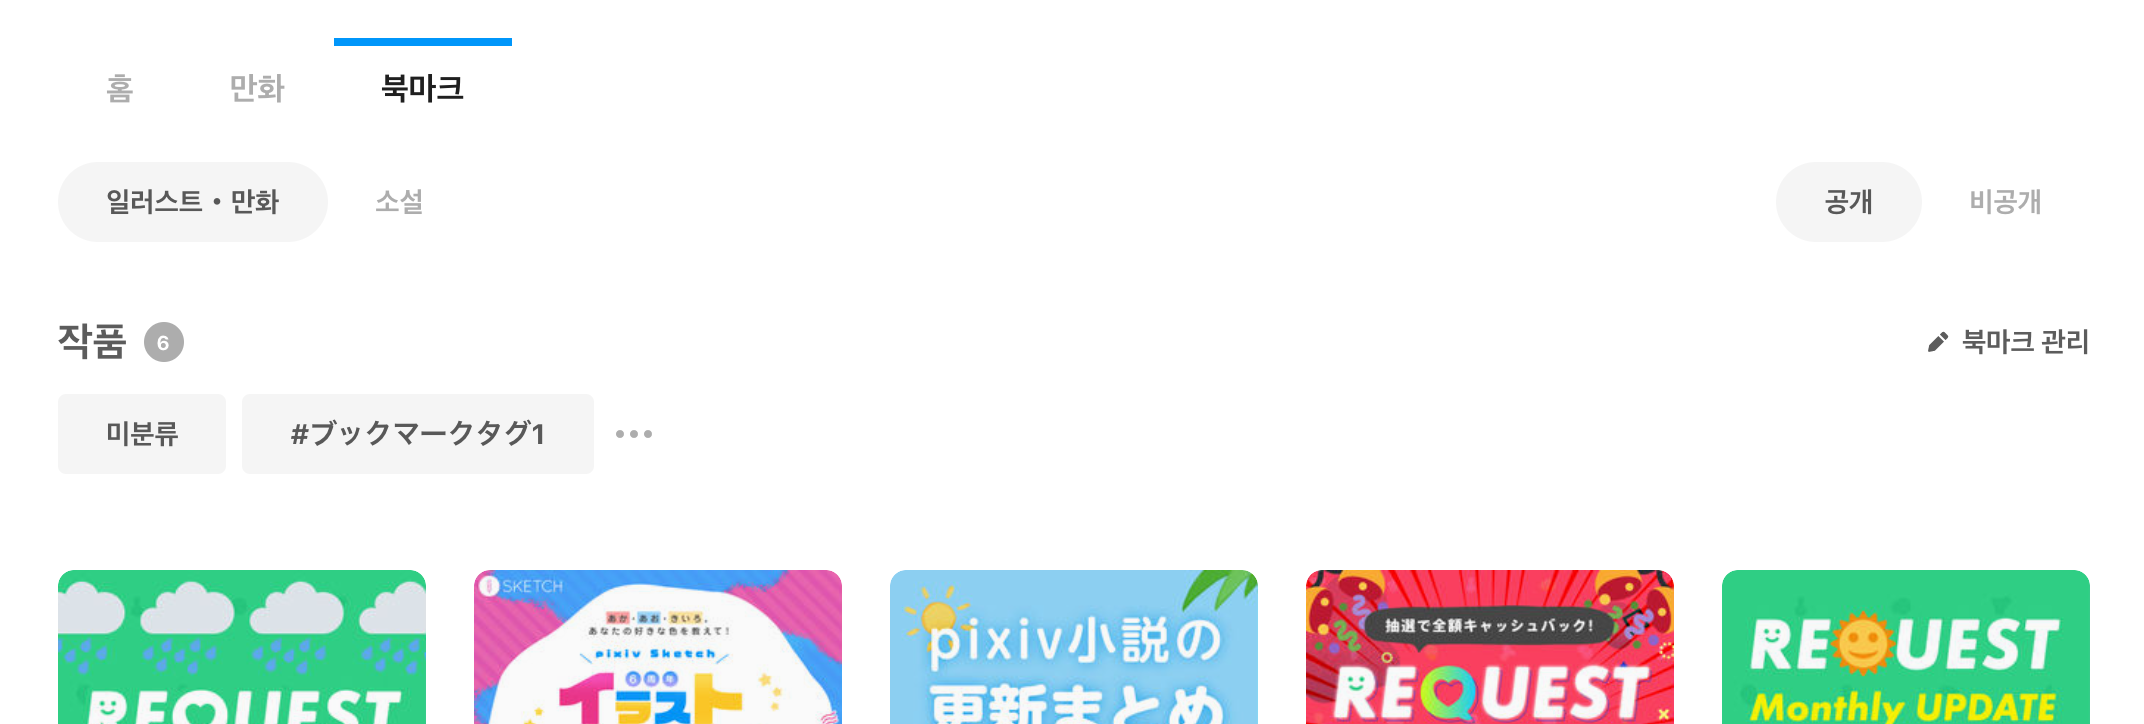 홈 만화 북마크
일러스트・만화 소설 공개 비공개
작품 6 북마크 관리
미분류 #ブックマークタグ1
REQUEST
SKETCH
あか・あお・きいろ。
あなたの好きな色を教えて!
pixiv Sketch
6周年
イラスト
pixiv小説の
更新まとめ
抽選で全額キャッシュバック!
REQUEST
REQUEST
Monthly UPDATE